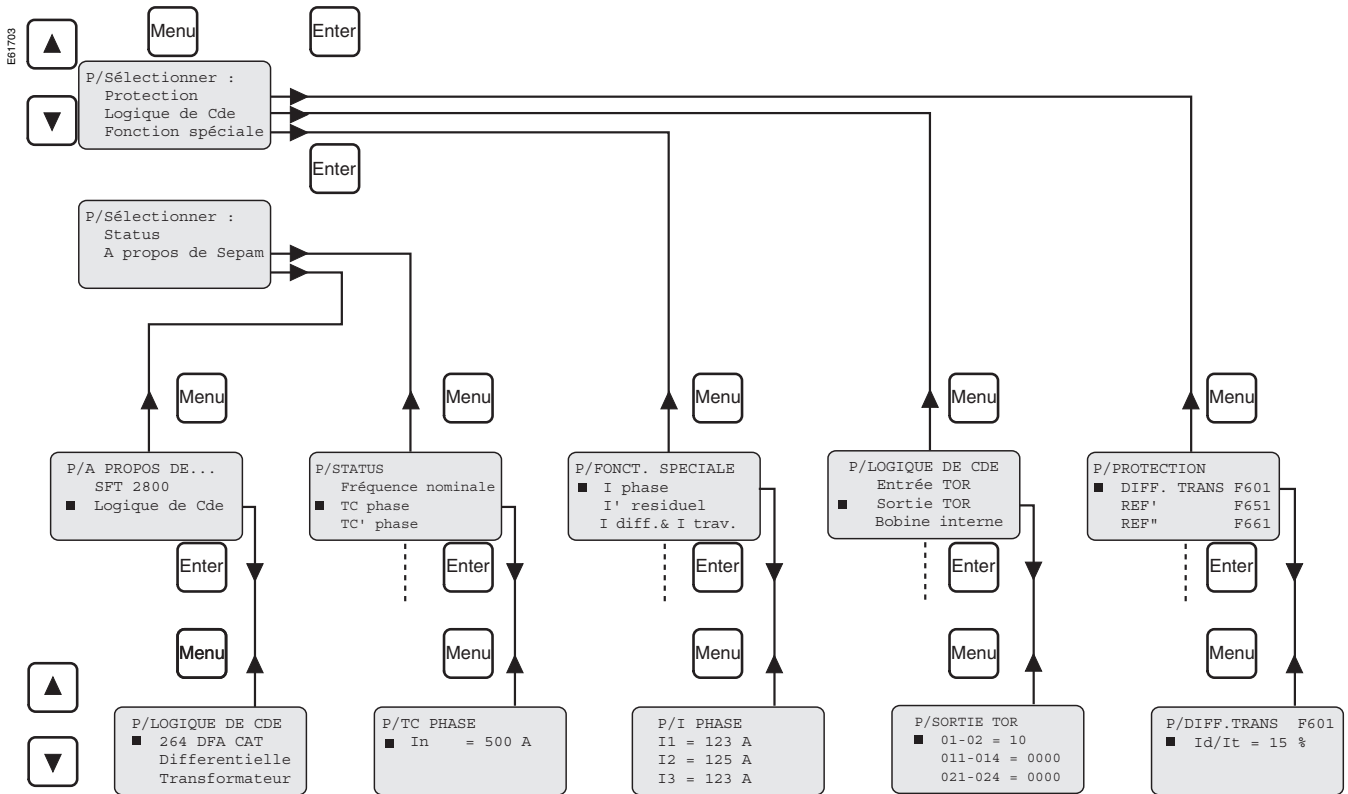 E61703
Menu
Enter
P/Sélectionner :
Protection
Logique de Cde
Fonction spéciale
Enter
P/Sélectionner :
Status
A propos de Sepam
Menu
Menu
Menu
Menu
Menu
P/A PROPOS DE...
SFT 2800
■ Logique de Cde
P/STATUS
Fréquence nominale
■ TC phase
TC' phase
P/FONCT. SPECIALE
■ I phase
I' residuel
I diff.& I trav.
P/LOGIQUE DE CDE
Entrée TOR
■ Sortie TOR
Bobine interne
P/PROTECTION
■ DIFF. TRANS F601
REF' F651
REF" F661
Enter
Enter
Enter
Enter
Enter
Menu
Menu
Menu
Menu
Menu
P/LOGIQUE DE CDE
■ 264 DFA CAT
Differentielle
Transformateur
P/TC PHASE
■ In = 500 A
P/I PHASE
I1 = 123 A
I2 = 125 A
I3 = 123 A
P/SORTIE TOR
■ 01-02 = 10
011-014 = 0000
021-024 = 0000
P/DIFF.TRANS F601
■ Id/It = 15 %